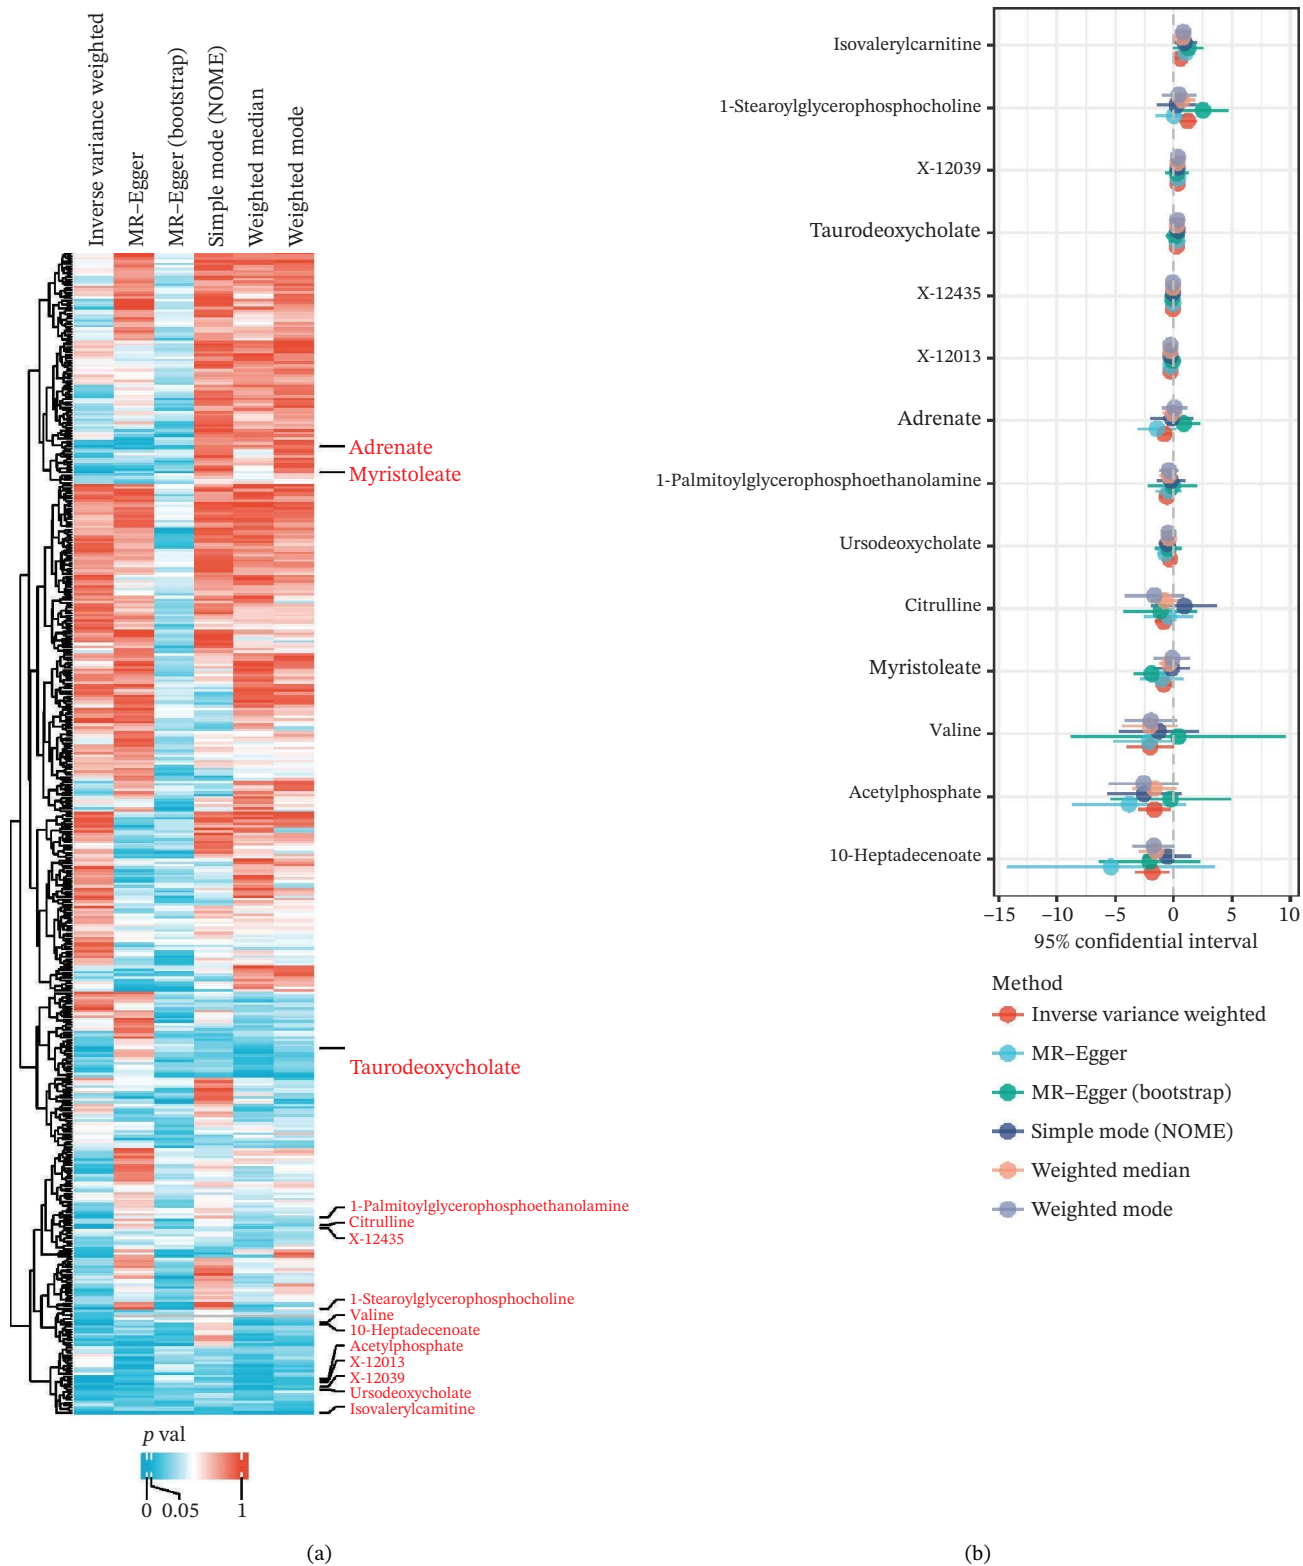 Inverse variance weighted
MR–Egger
MR–Egger (bootstrap)
Simple mode (NOME)
Weighted median
Weighted mode
Adrenate
Myristoleate
Taurodeoxycholate
1-Palmitoylglycerophosphoethanolamine
Citrulline
X-12435
1-Stearoylglycerophosphocholine
Valine
10-Heptadecenoate
Acetylphosphate
X-12013
X-12039
Ursodeoxycholate
Isovalerylcamitine
p val
0 0.05 1
(a)
Isovalerylcarnitine
1-Stearoylglycerophosphocholine
X-12039
Taurodeoxycholate
X-12435
X-12013
Adrenate
1-Palmitoylglycerophosphoethanolamine
Ursodeoxycholate
Citrulline
Myristoleate
Valine
Acetylphosphate
10-Heptadecenoate
−15 −10 −5 0 5 10
95% confidential interval
Method
Inverse variance weighted
MR–Egger
MR–Egger (bootstrap)
Simple mode (NOME)
Weighted median
Weighted mode
(b)